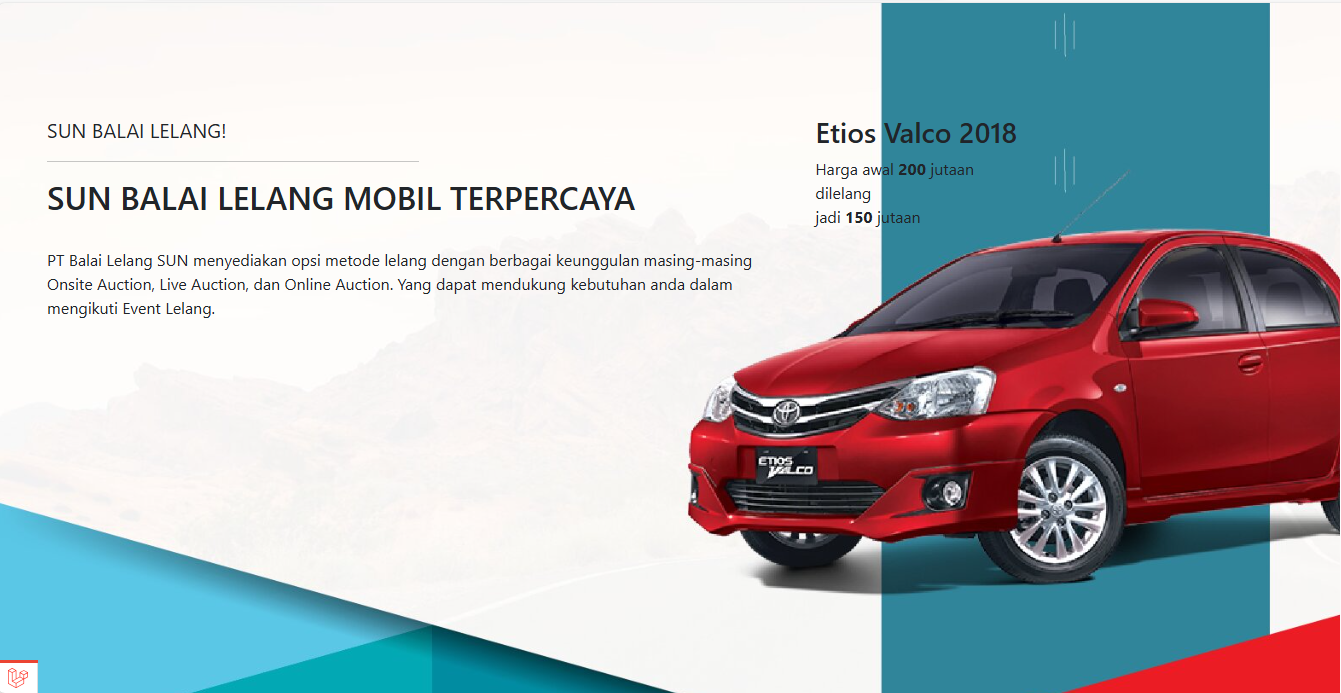 SUN BALAI LELANG!
SUN BALAI LELANG MOBIL TERPERCAYA
PT Balai Lelang SUN menyediakan opsi metode lelang dengan berbagai keunggulan masing-masing
Onsite Auction, Live Auction, dan Online Auction. Yang dapat mendukung kebutuhan anda dalam
mengikuti Event Lelang.
Etios Valco 2018
Harga awal 200 jutaan
dilelang
jadi 150 jutaan
ETIOS
VALCO